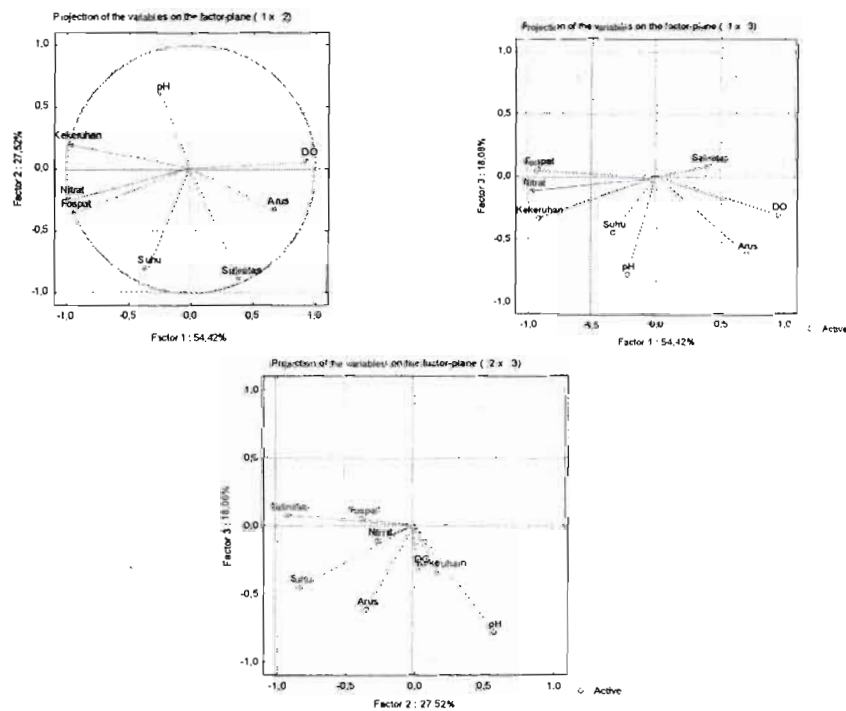 Projection of the variables on the factor-plane ( 1 x 2)
1,0
0,5
0,0
-0,5
-1,0
Factor 2 : 27,52%
pH
Kekeruhan
DO
Nitrat
Fospat
Arus
Suhu
Salinitas
-1,0 -0,5 0,0 0,5 1,0
Factor 1 : 54,42%
Projection of the variables on the factor-plane ( 1 x 3)
1,0
0,5
0,0
-0,5
-1,0
Factor 3 : 18,06%
Fospat
Salinitas
Nitrat
Kekeruhan
DO
Suhu
Arus
pH
-1,0 -0,5 0,0 0,5 1,0
Factor 1 : 54,42%
Active
Projection of the variables on the factor-plane ( 2 x 3)
1,0
0,5
0,0
-0,5
-1,0
Factor 3 : 18,06%
Salinitas
Fospat
Nitrat
DO
Kekeruhan
Suhu
Arus
pH
-1,0 -0,5 0,0 0,5 1,0
Factor 2 : 27,52%
Active